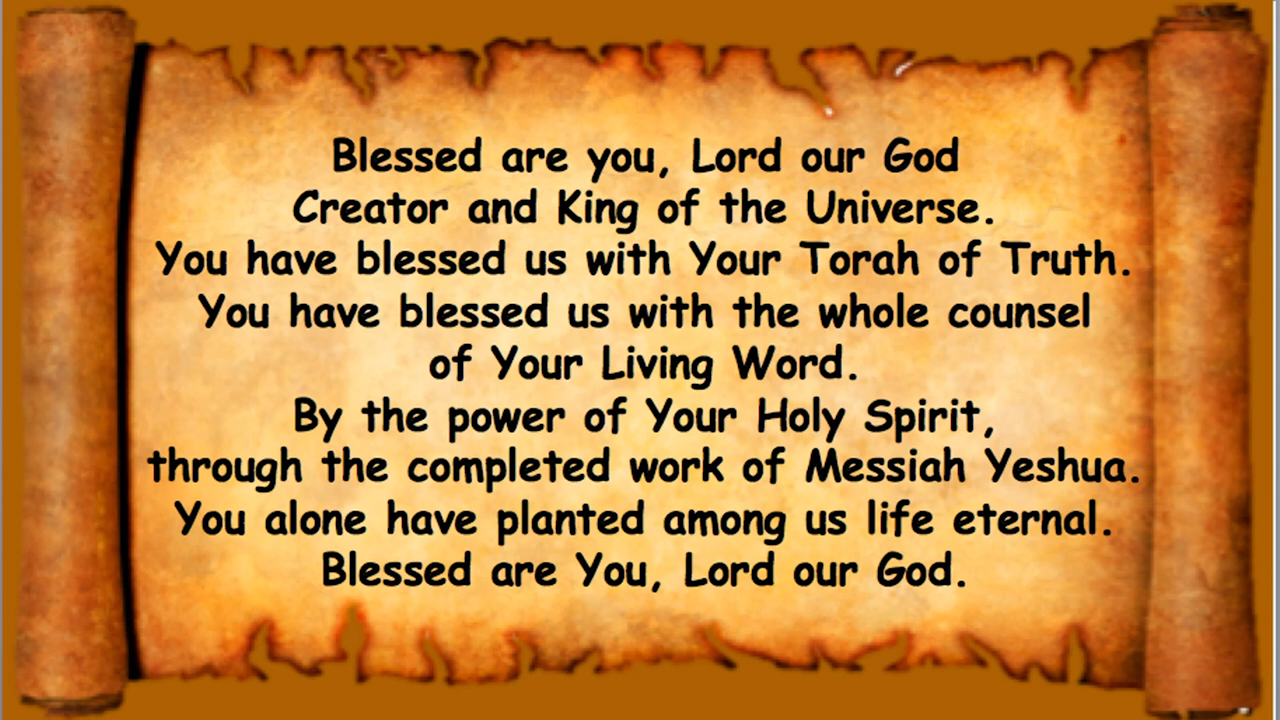 Blessed are you, Lord our God
Creator and King of the Universe.
You have blessed us with Your Torah of Truth.
You have blessed us with the whole counsel
of Your Living Word.
By the power of Your Holy Spirit,
through the completed work of Messiah Yeshua.
You alone have planted among us life eternal.
Blessed are You, Lord our God.